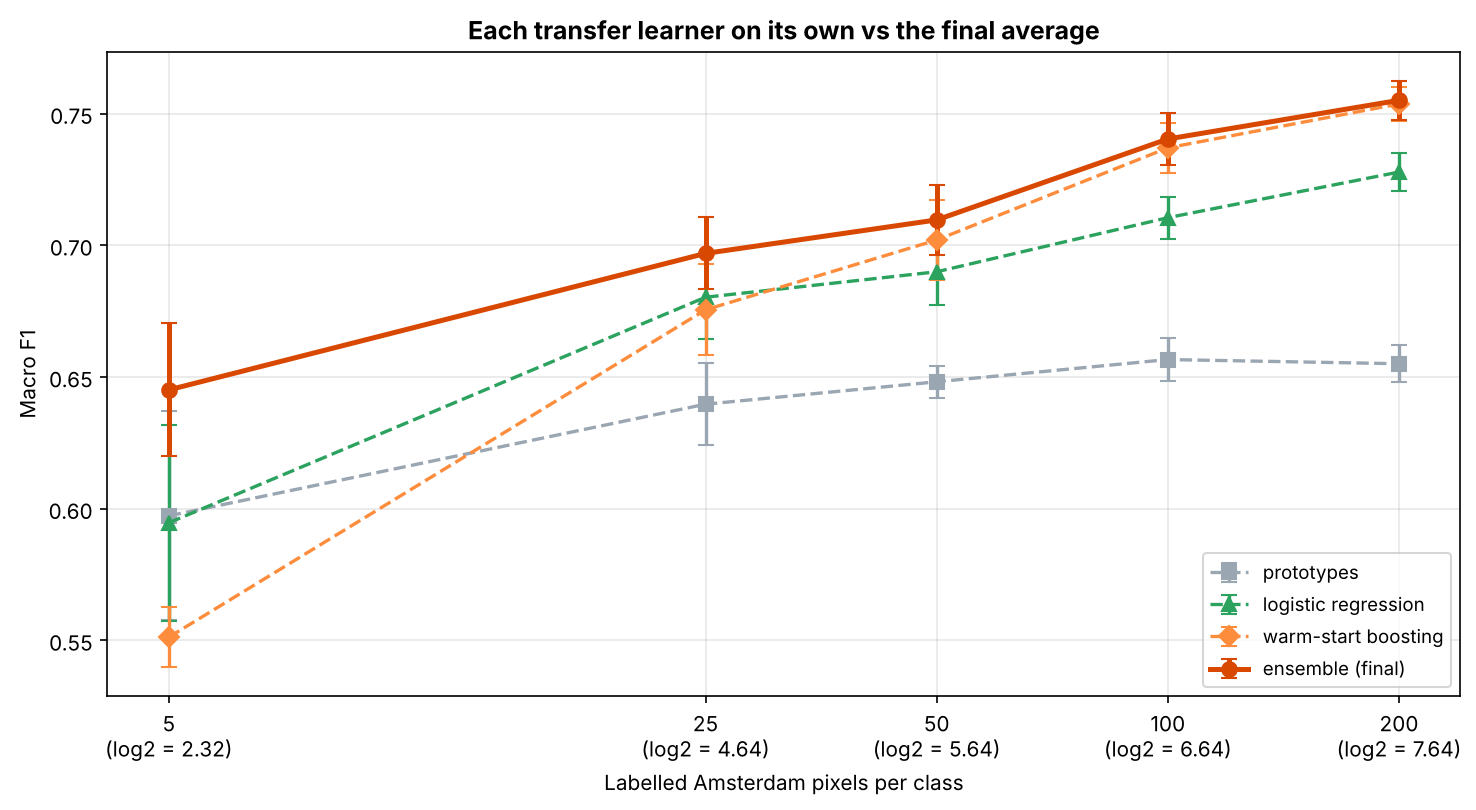 Each transfer learner on its own vs the final average
Macro F1
0.75
0.70
0.65
0.60
0.55
prototypes
logistic regression
warm-start boosting
ensemble (final)
5
(log2 = 2.32)
25
(log2 = 4.64)
50
(log2 = 5.64)
100
(log2 = 6.64)
200
(log2 = 7.64)
Labelled Amsterdam pixels per class